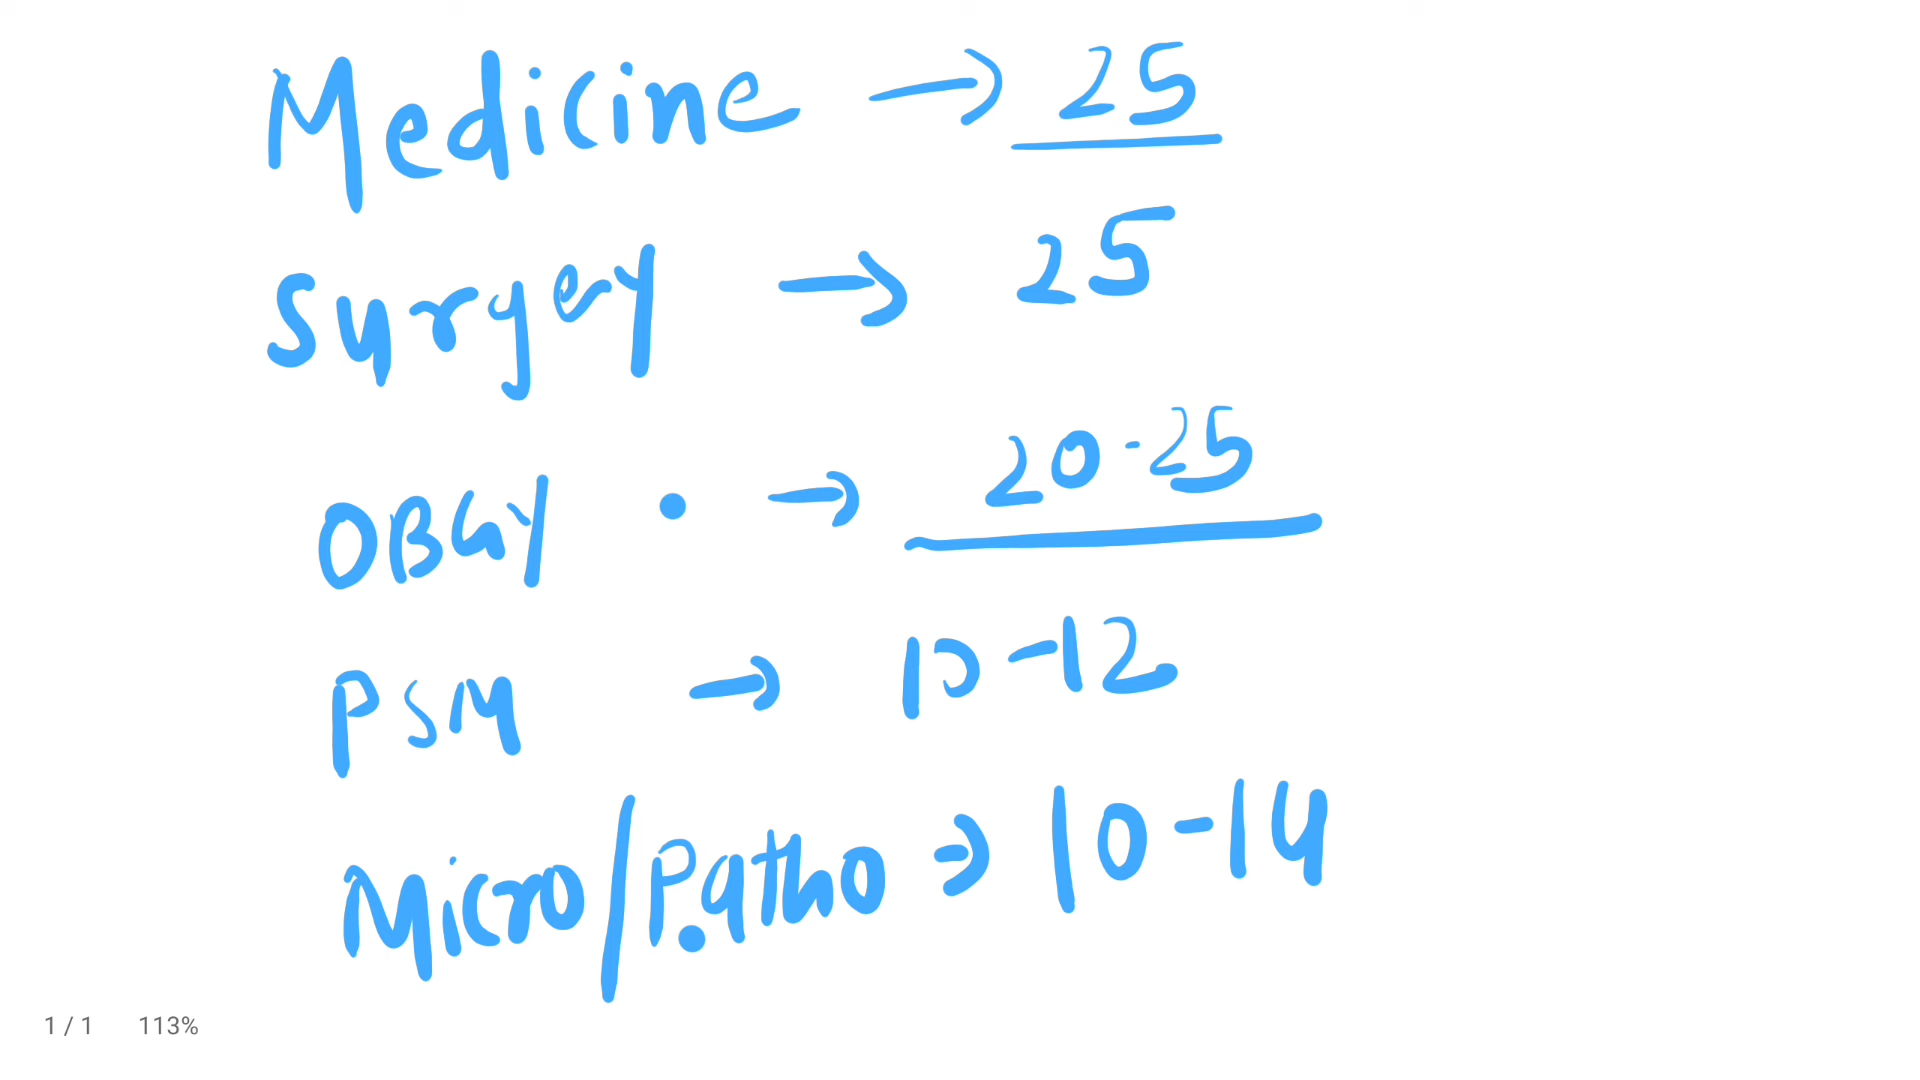 Medicine → 25
Surgery → 25
OBGY → 20-25
PSM → 10-12
Micro/Patho → 10-14
1 / 1 113%